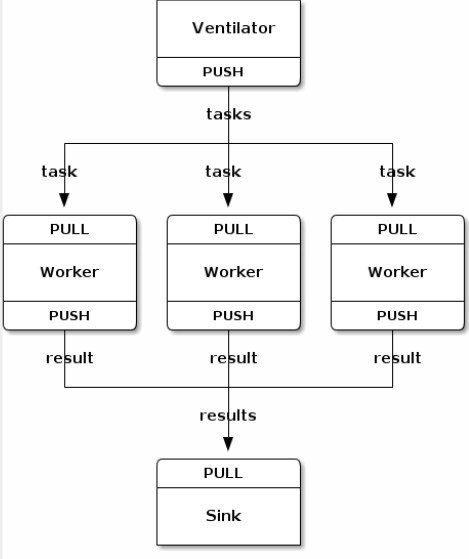 Ventilator
PUSH
tasks
task task task
PULL PULL PULL
Worker Worker Worker
PUSH PUSH PUSH
result result result
results
PULL
Sink